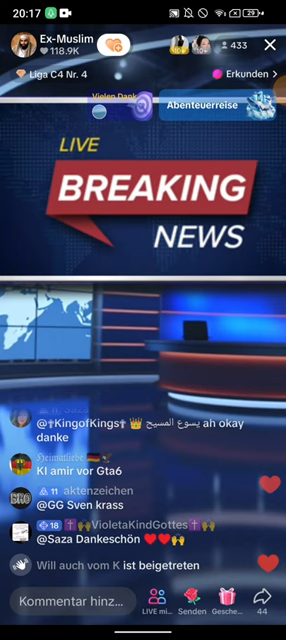 20:17
29
Ex-Muslim
118.9K
433
Liga C4 Nr. 4
Erkunden >
Vielen Dank
Abenteuerreise
LIVE
BREAKING
NEWS
@✝KingofKings✝ 👑 يسوع المسيح ah okay
danke
Heimatliebe
KI amir vor Gta6
11 aktenzeichen
@GG Sven krass
18 ✝🙌VioletaKindGottes✝🙌
@Saza Dankeschön ❤️❤️🙌
Will auch vom K ist beigetreten
Kommentar hinz...
LIVE mi...
Senden
Gesche...
44